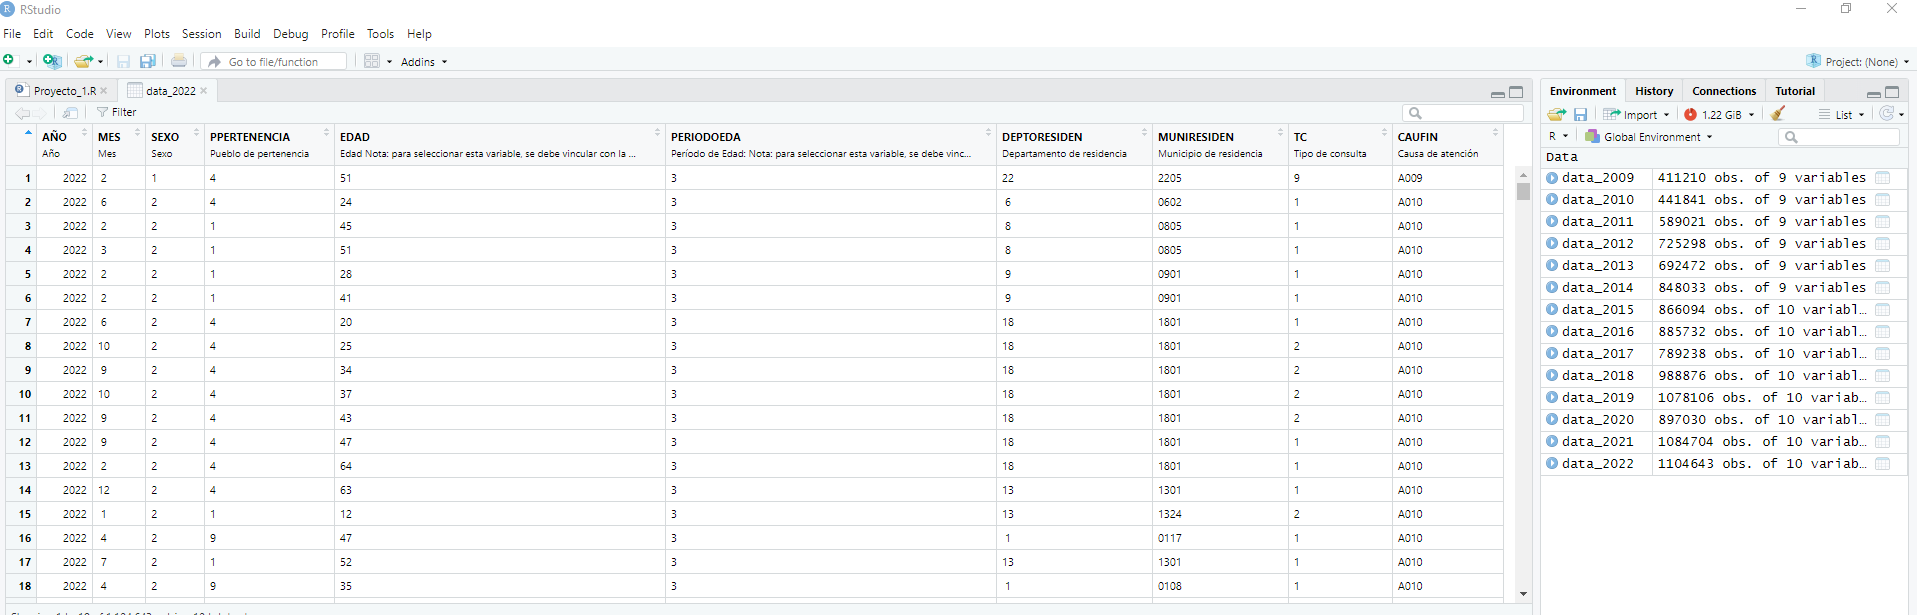 RStudio
File Edit Code View Plots Session Build Debug Profile Tools Help
Go to file/function Addins Project: (None)
Proyecto_1.R data_2022
Filter
AÑO MES SEXO PPERTENENCIA EDAD PERIODOEDA DEPTORESIDEN MUNIRESIDEN TC CAUFIN
Año Mes Sexo Pueblo de pertenencia Edad Nota: para seleccionar esta variable, se debe vincular con la ... Período de Edad: Nota: para seleccionar esta variable, se debe vinc... Departamento de residencia Municipio de residencia Tipo de consulta Causa de atención
1 2022 2 1 4 51 3 22 2205 9 A009
2 2022 6 2 4 24 3 6 0602 1 A010
3 2022 2 2 1 45 3 8 0805 1 A010
4 2022 3 2 1 51 3 8 0805 1 A010
5 2022 2 2 1 28 3 9 0901 1 A010
6 2022 2 2 1 41 3 9 0901 1 A010
7 2022 6 2 4 20 3 18 1801 1 A010
8 2022 10 2 4 25 3 18 1801 2 A010
9 2022 9 2 4 34 3 18 1801 2 A010
10 2022 10 2 4 37 3 18 1801 2 A010
11 2022 9 2 4 43 3 18 1801 2 A010
12 2022 9 2 4 47 3 18 1801 1 A010
13 2022 2 2 4 64 3 18 1801 1 A010
14 2022 12 2 4 63 3 13 1301 1 A010
15 2022 1 2 1 12 3 13 1324 2 A010
16 2022 4 2 9 47 3 1 0117 1 A010
17 2022 7 2 1 52 3 13 1301 1 A010
18 2022 4 2 9 35 3 1 0108 1 A010
Environment History Connections Tutorial
Import 1.22 GiB List
R Global Environment
Data
data_2009 411210 obs. of 9 variables
data_2010 441841 obs. of 9 variables
data_2011 589021 obs. of 9 variables
data_2012 725298 obs. of 9 variables
data_2013 692472 obs. of 9 variables
data_2014 848033 obs. of 9 variables
data_2015 866094 obs. of 10 variabl...
data_2016 885732 obs. of 10 variabl...
data_2017 789238 obs. of 10 variabl...
data_2018 988876 obs. of 10 variabl...
data_2019 1078106 obs. of 10 variab...
data_2020 897030 obs. of 10 variabl...
data_2021 1084704 obs. of 10 variab...
data_2022 1104643 obs. of 10 variab...